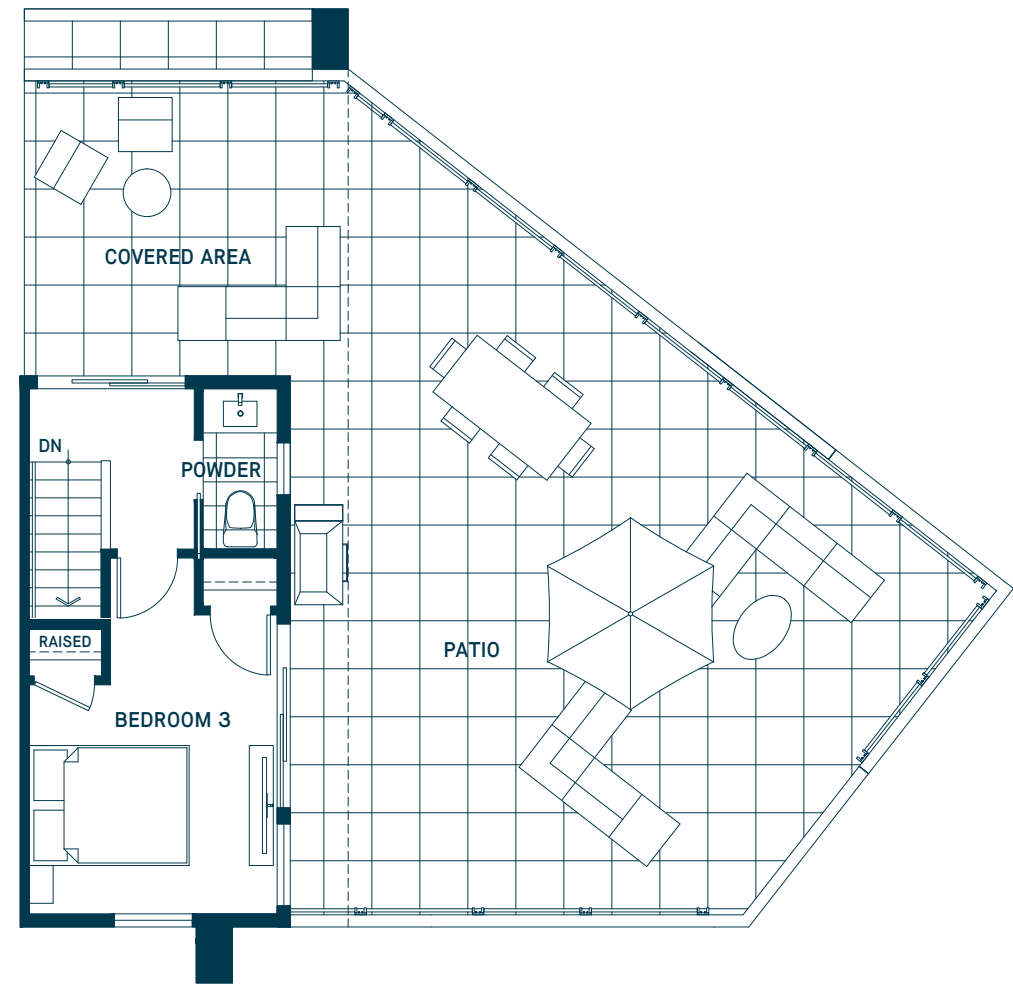 COVERED AREA
DN
POWDER
RAISED
PATIO
BEDROOM 3